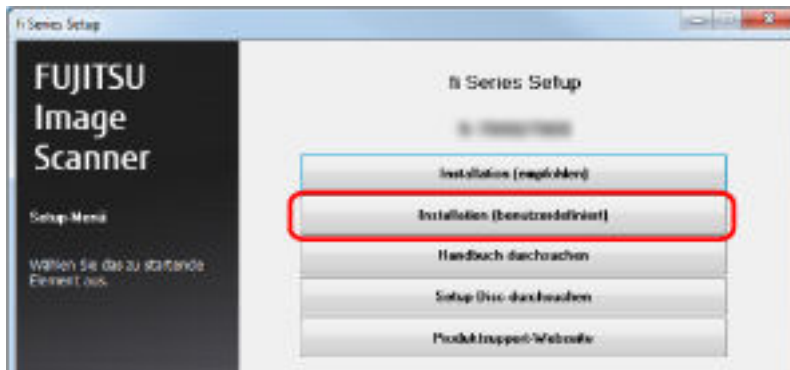 fi Series Setup
FUJITSU
Image
Scanner
Setup-Menü
Wählen Sie das zu startende
Element aus.
fi Series Setup
Installation (empfohlen)
Installation (benutzerdefiniert)
Handbuch durchsuchen
Setup Disc durchsuchen
Produktsupport-Webseite